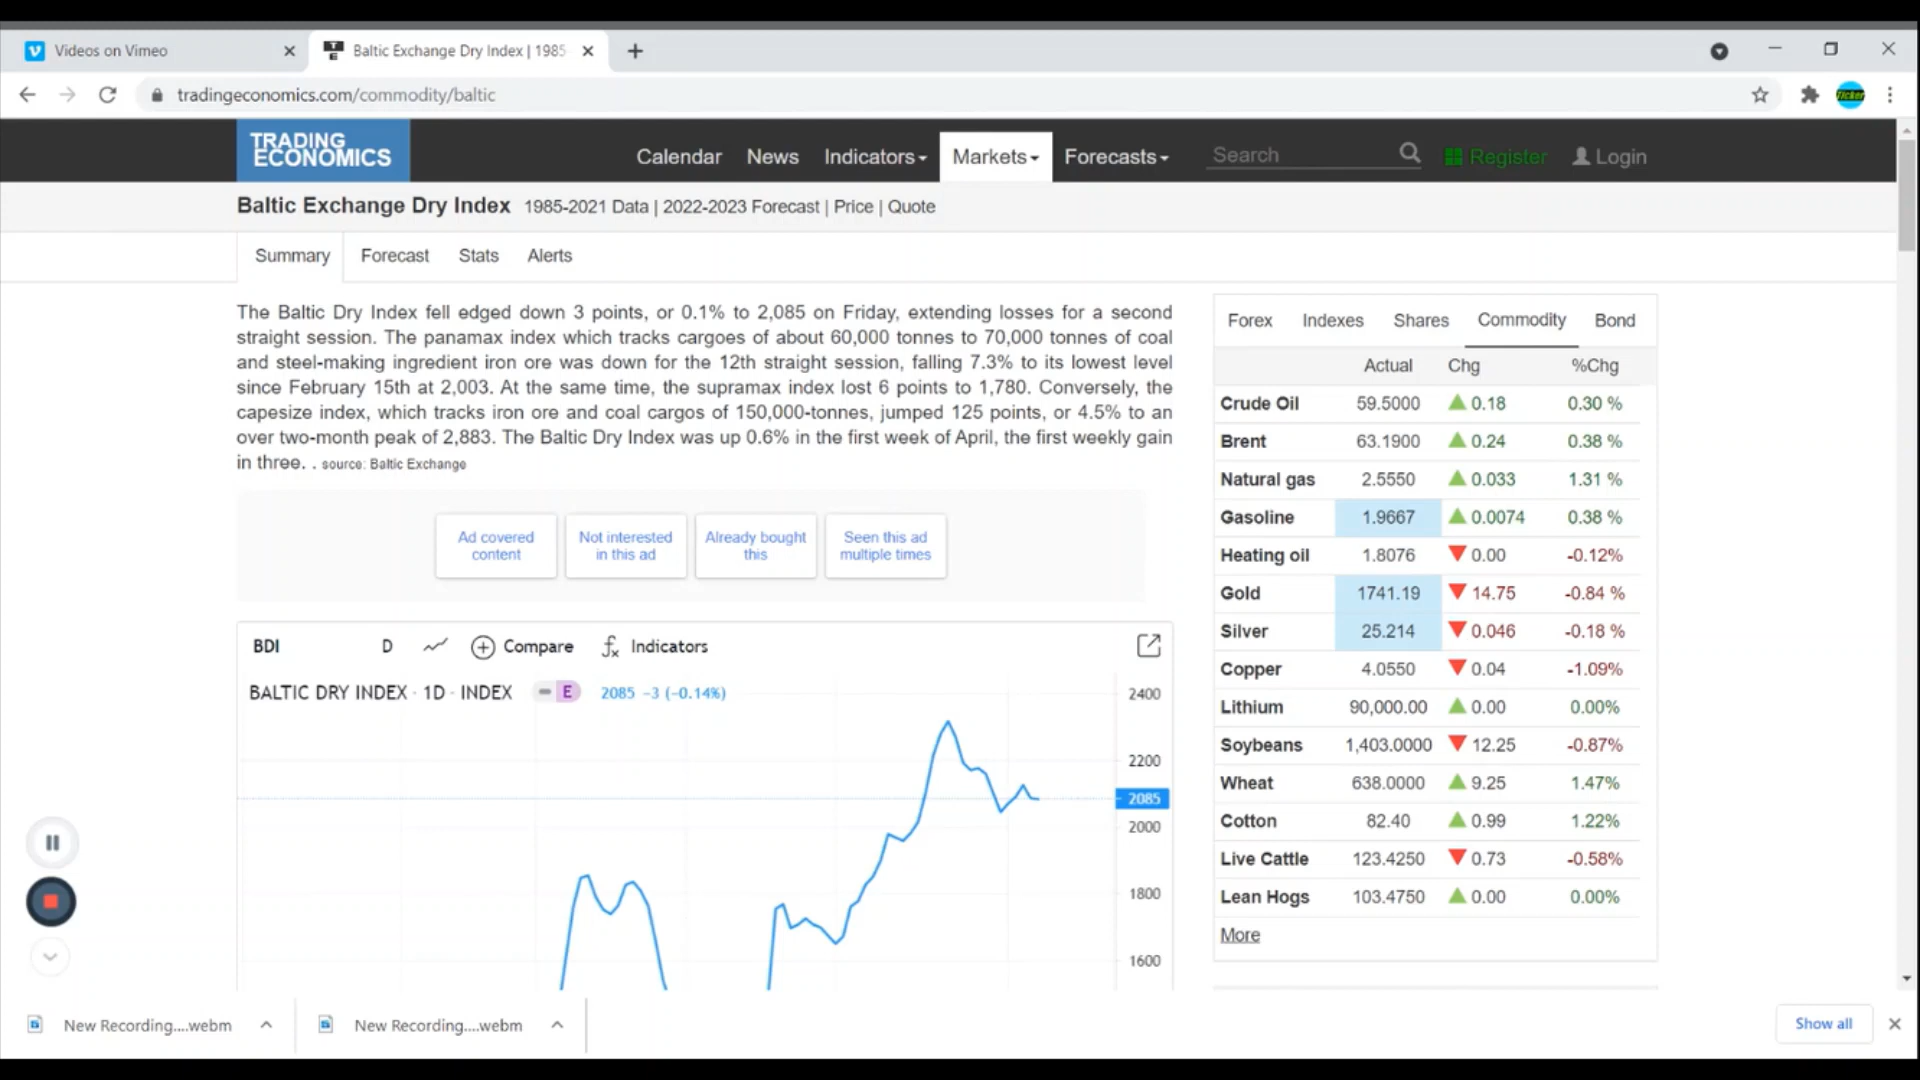 Videos on Vimeo
Baltic Exchange Dry Index | 1985
tradingeconomics.com/commodity/baltic
Ticker
TRADING
ECONOMICS
Calendar News Indicators Markets Forecasts Search Register Login
Baltic Exchange Dry Index 1985-2021 Data | 2022-2023 Forecast | Price | Quote
Summary Forecast Stats Alerts
The Baltic Dry Index fell edged down 3 points, or 0.1% to 2,085 on Friday, extending losses for a second
straight session. The panamax index which tracks cargoes of about 60,000 tonnes to 70,000 tonnes of coal
and steel-making ingredient iron ore was down for the 12th straight session, falling 7.3% to its lowest level
since February 15th at 2,003. At the same time, the supramax index lost 6 points to 1,780. Conversely, the
capesize index, which tracks iron ore and coal cargos of 150,000-tonnes, jumped 125 points, or 4.5% to an
over two-month peak of 2,883. The Baltic Dry Index was up 0.6% in the first week of April, the first weekly gain
in three. . source: Baltic Exchange
Ad covered
content
Not interested
in this ad
Already bought
this
Seen this ad
multiple times
BDI D Compare fx Indicators
BALTIC DRY INDEX · 1D · INDEX E 2085 −3 (−0.14%)
2400
2200
2085
2000
1800
1600
Forex Indexes Shares Commodity Bond
Actual Chg %Chg
Crude Oil 59.5000 0.18 0.30 %
Brent 63.1900 0.24 0.38 %
Natural gas 2.5550 0.033 1.31 %
Gasoline 1.9667 0.0074 0.38 %
Heating oil 1.8076 0.00 -0.12%
Gold 1741.19 14.75 -0.84 %
Silver 25.214 0.046 -0.18 %
Copper 4.0550 0.04 -1.09%
Lithium 90,000.00 0.00 0.00%
Soybeans 1,403.0000 12.25 -0.87%
Wheat 638.0000 9.25 1.47%
Cotton 82.40 0.99 1.22%
Live Cattle 123.4250 0.73 -0.58%
Lean Hogs 103.4750 0.00 0.00%
More
New Recording....webm
New Recording....webm
Show all